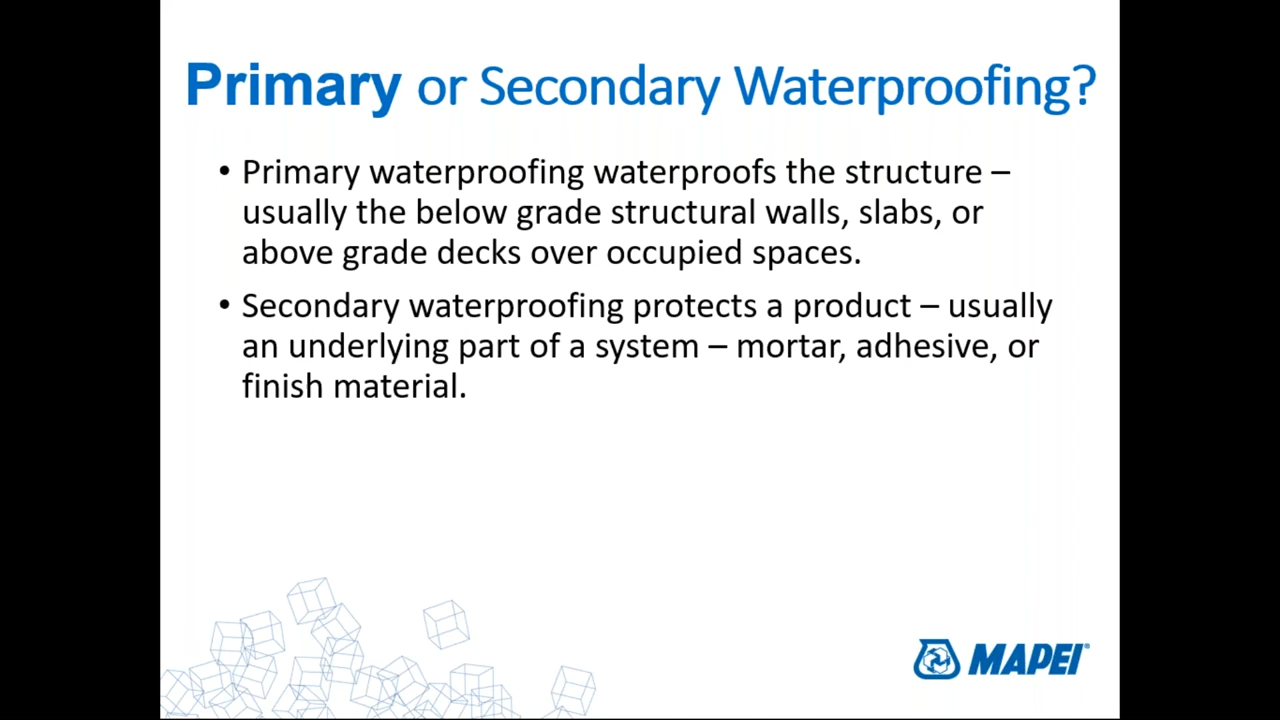 Primary or Secondary Waterproofing?
• Primary waterproofing waterproofs the structure –
usually the below grade structural walls, slabs, or
above grade decks over occupied spaces.
• Secondary waterproofing protects a product – usually
an underlying part of a system – mortar, adhesive, or
finish material.
MAPEI®